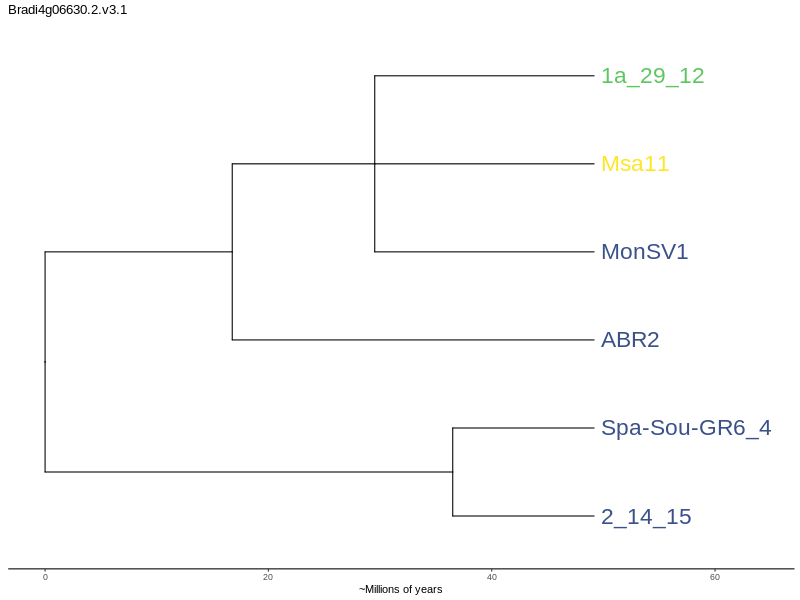 Bradi4g06630.2.v3.1
1a_29_12
Msa11
MonSV1
ABR2
Spa-Sou-GR6_4
2_14_15
0 20 40 60
~Millions of years